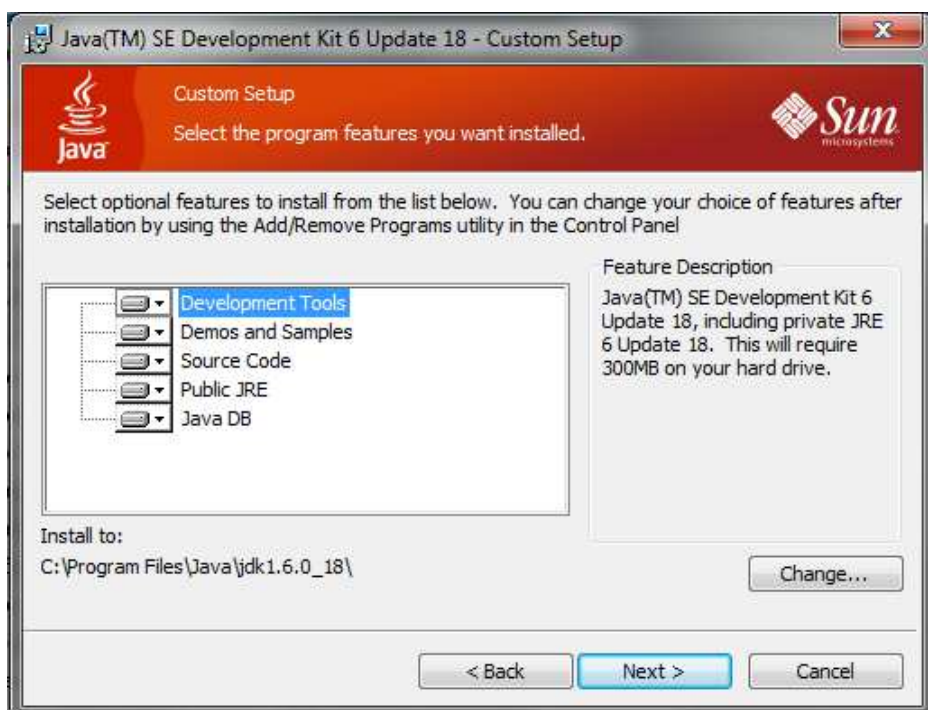 Java(TM) SE Development Kit 6 Update 18 - Custom Setup
Java
Custom Setup
Select the program features you want installed.
Sun
microsystems
Select optional features to install from the list below.  You can change your choice of features after
installation by using the Add/Remove Programs utility in the Control Panel
Development Tools
Demos and Samples
Source Code
Public JRE
Java DB
Feature Description
Java(TM) SE Development Kit 6
Update 18, including private JRE
6 Update 18.  This will require
300MB on your hard drive.
Install to:
C:\Program Files\Java\jdk1.6.0_18\
Change...
< Back
Next >
Cancel